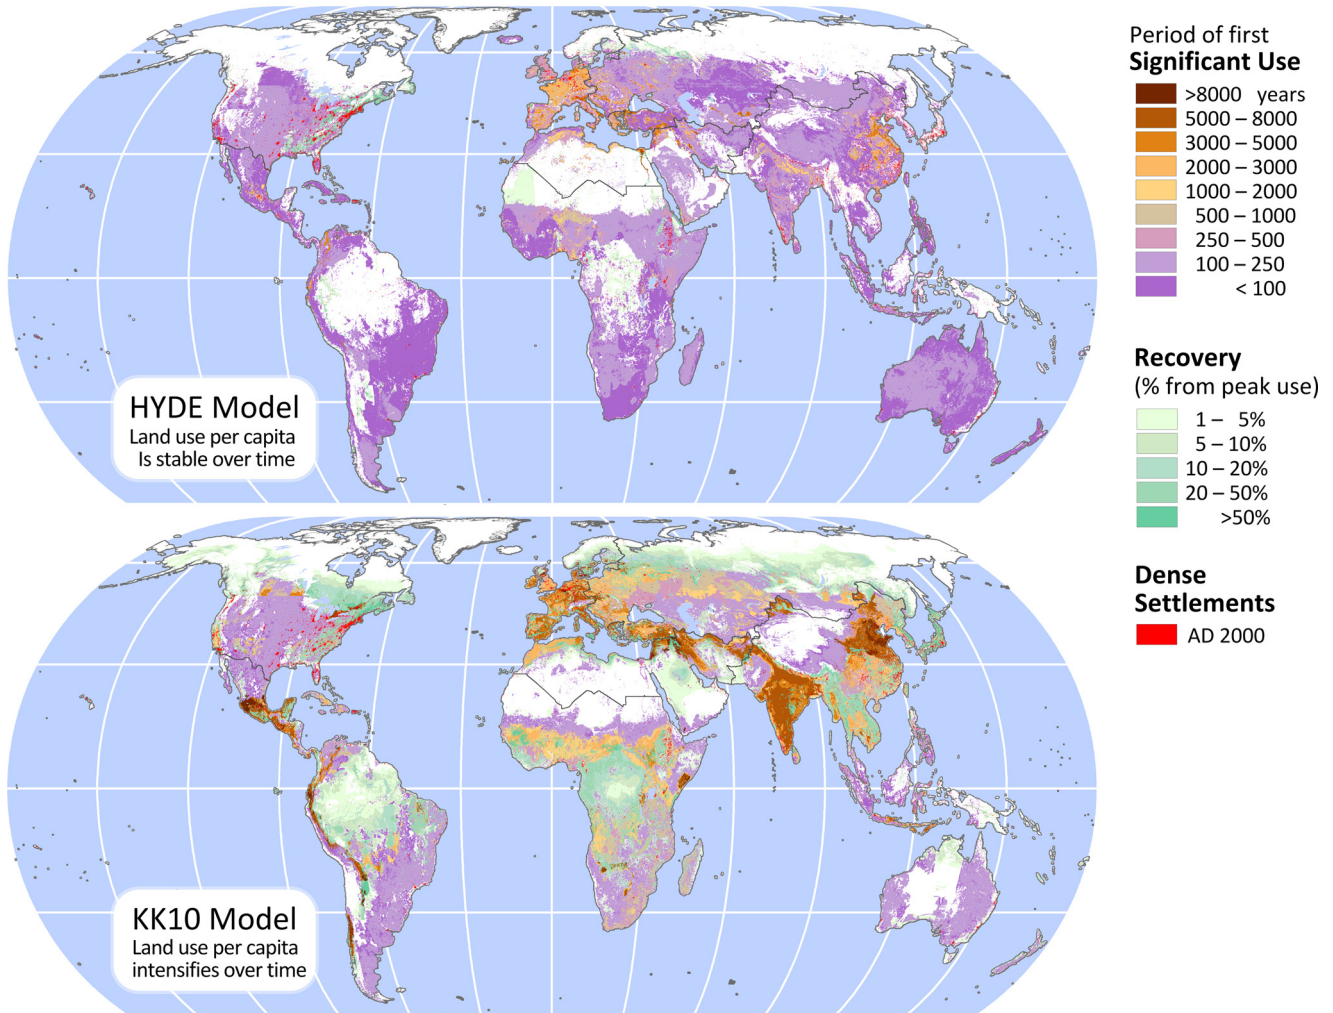 Period of first
Significant Use
>8000 years
5000 – 8000
3000 – 5000
2000 – 3000
1000 – 2000
500 – 1000
250 – 500
100 – 250
< 100
Recovery
(% from peak use)
1 – 5%
5 – 10%
10 – 20%
20 – 50%
>50%
Dense
Settlements
AD 2000
HYDE Model
Land use per capita
Is stable over time
KK10 Model
Land use per capita
intensifies over time